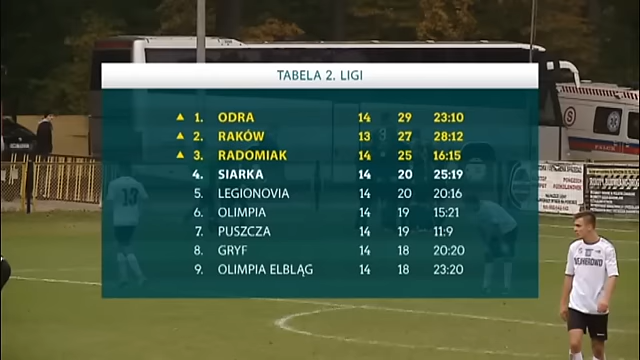 TABELA 2. LIGI
▲ 1. ODRA 14 29 23:10
▲ 2. RAKÓW 13 27 28:12
▲ 3. RADOMIAK 14 25 16:15
4. SIARKA 14 20 25:19
5. LEGIONOVIA 14 20 20:16
6. OLIMPIA 14 19 15:21
7. PUSZCZA 14 19 11:9
8. GRYF 14 18 20:20
9. OLIMPIA ELBLĄG 14 18 23:20
13
S
WEJHEROWO